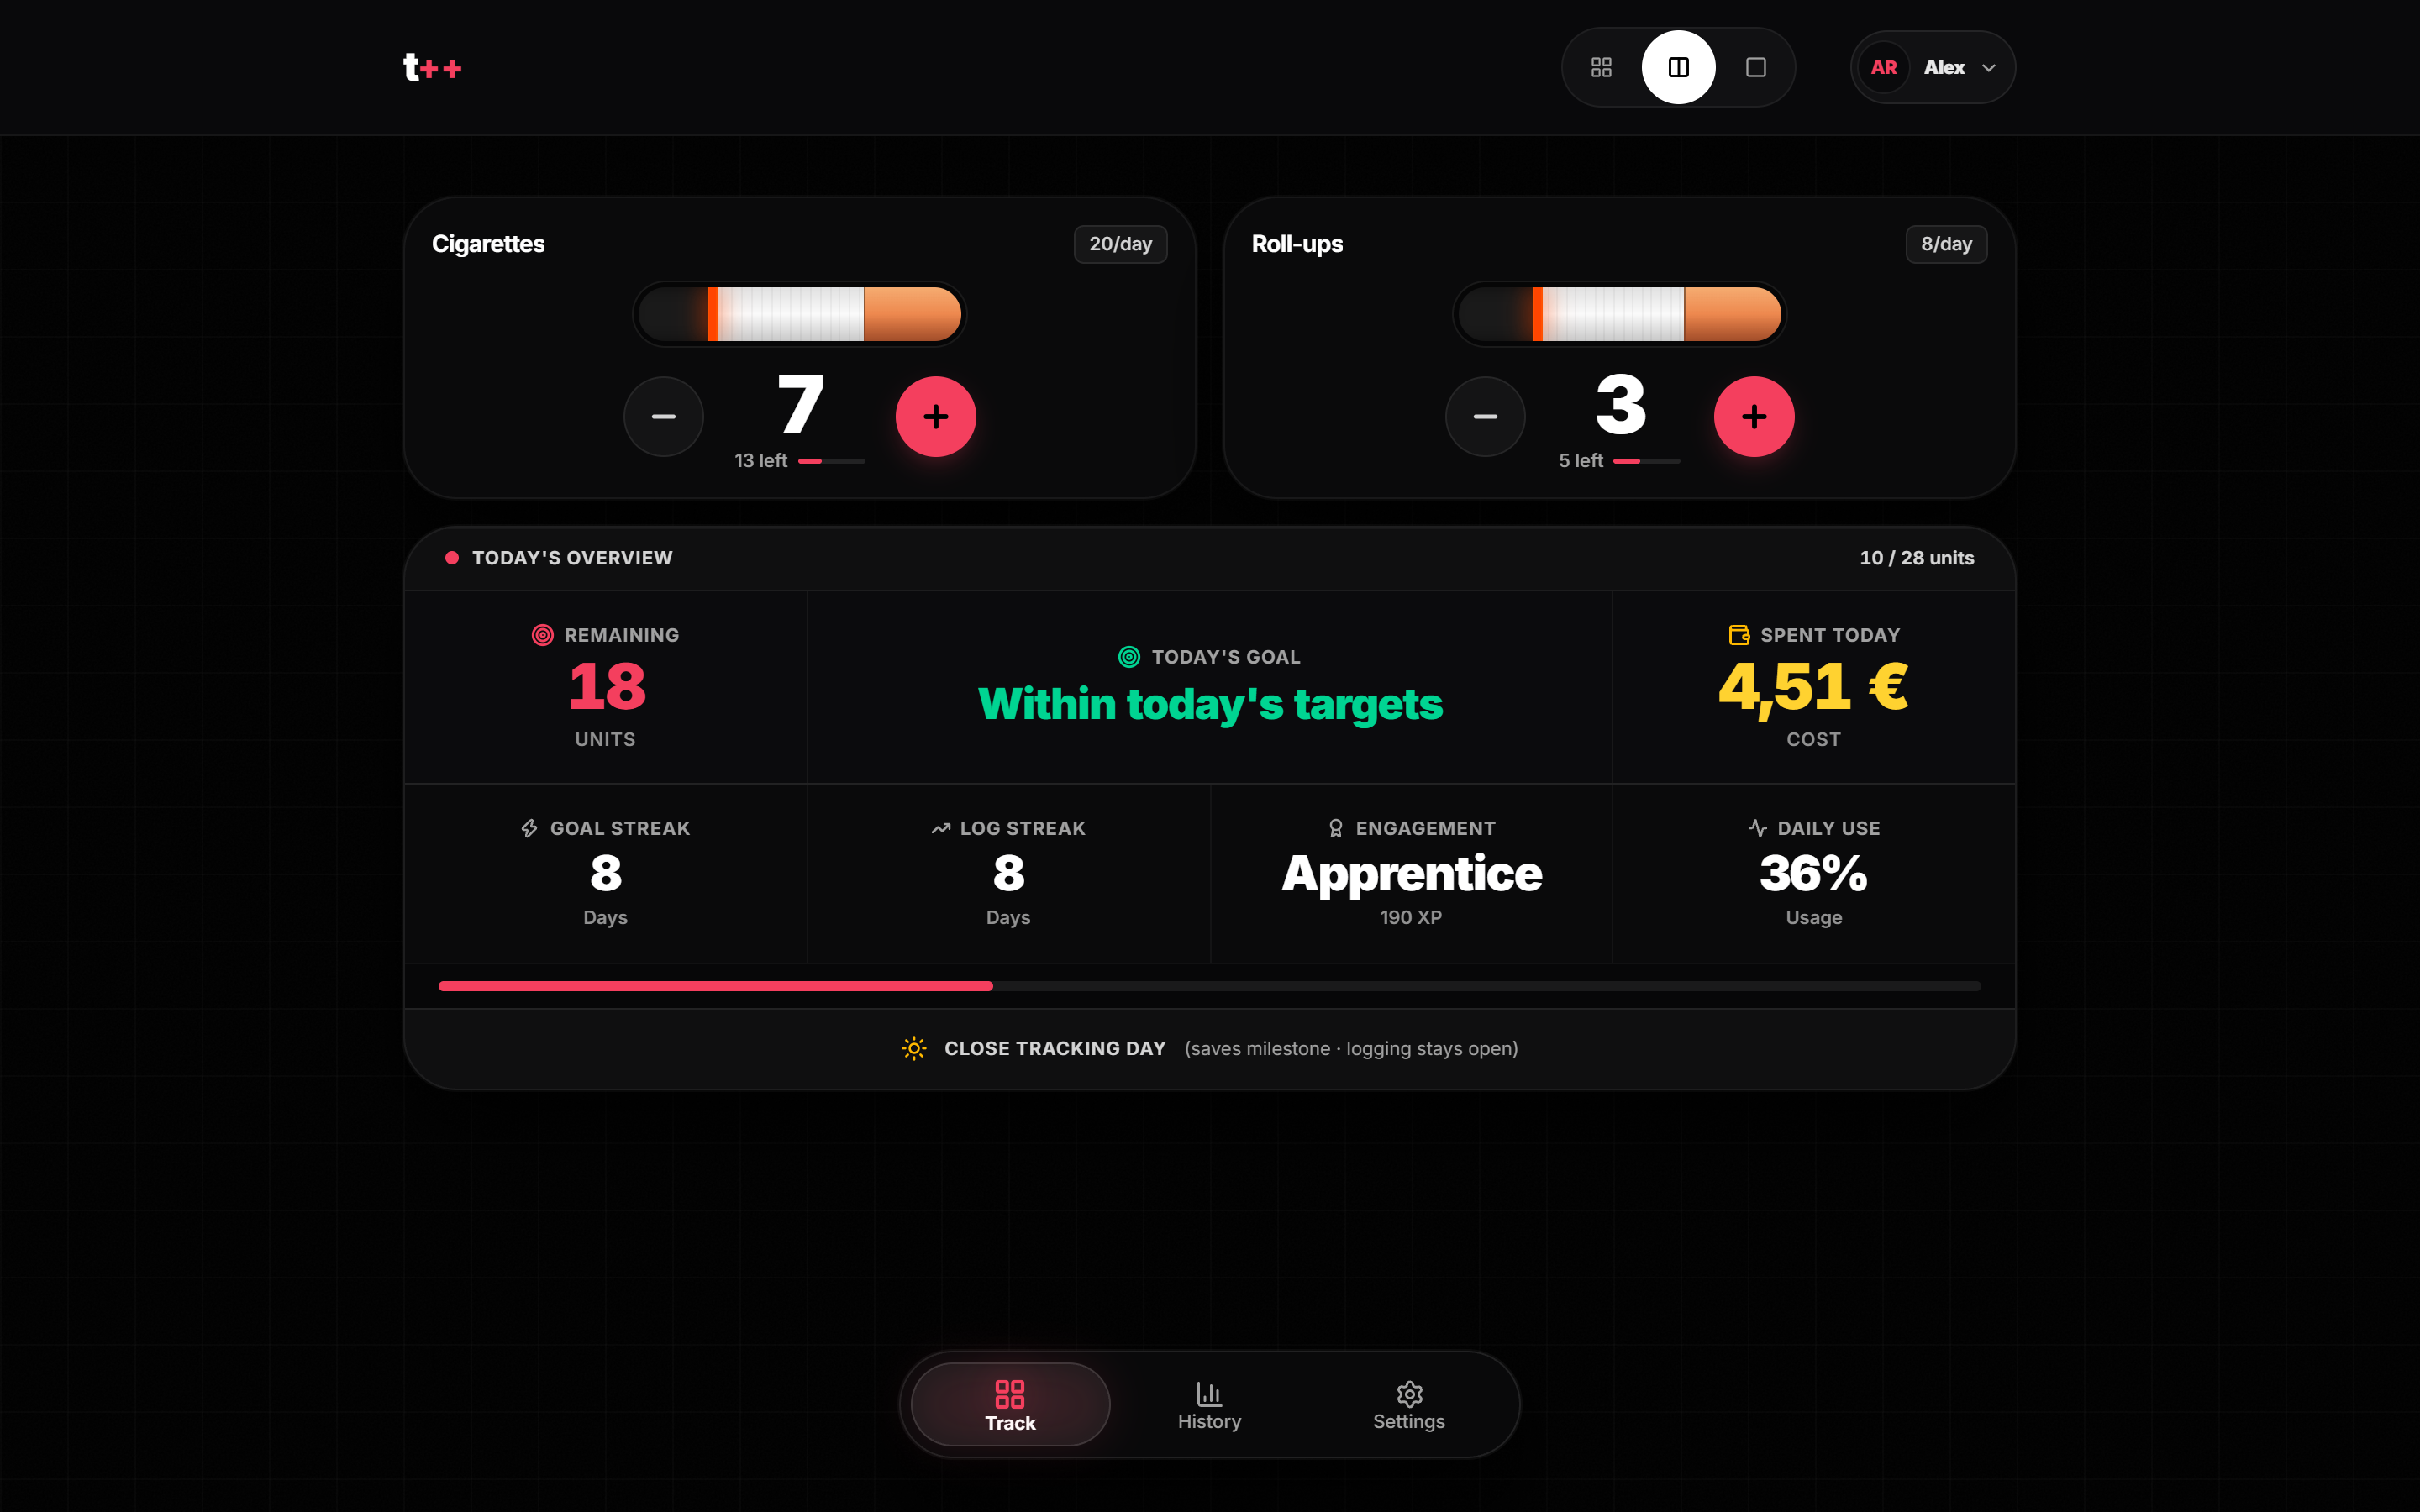 t++
AR Alex
Cigarettes
20/day
7
13 left
Roll-ups
8/day
3
5 left
TODAY'S OVERVIEW
10 / 28 units
REMAINING
18
UNITS
TODAY'S GOAL
Within today's targets
SPENT TODAY
4,51 €
COST
GOAL STREAK
8
Days
LOG STREAK
8
Days
ENGAGEMENT
Apprentice
190 XP
DAILY USE
36%
Usage
CLOSE TRACKING DAY (saves milestone · logging stays open)
Track
History
Settings